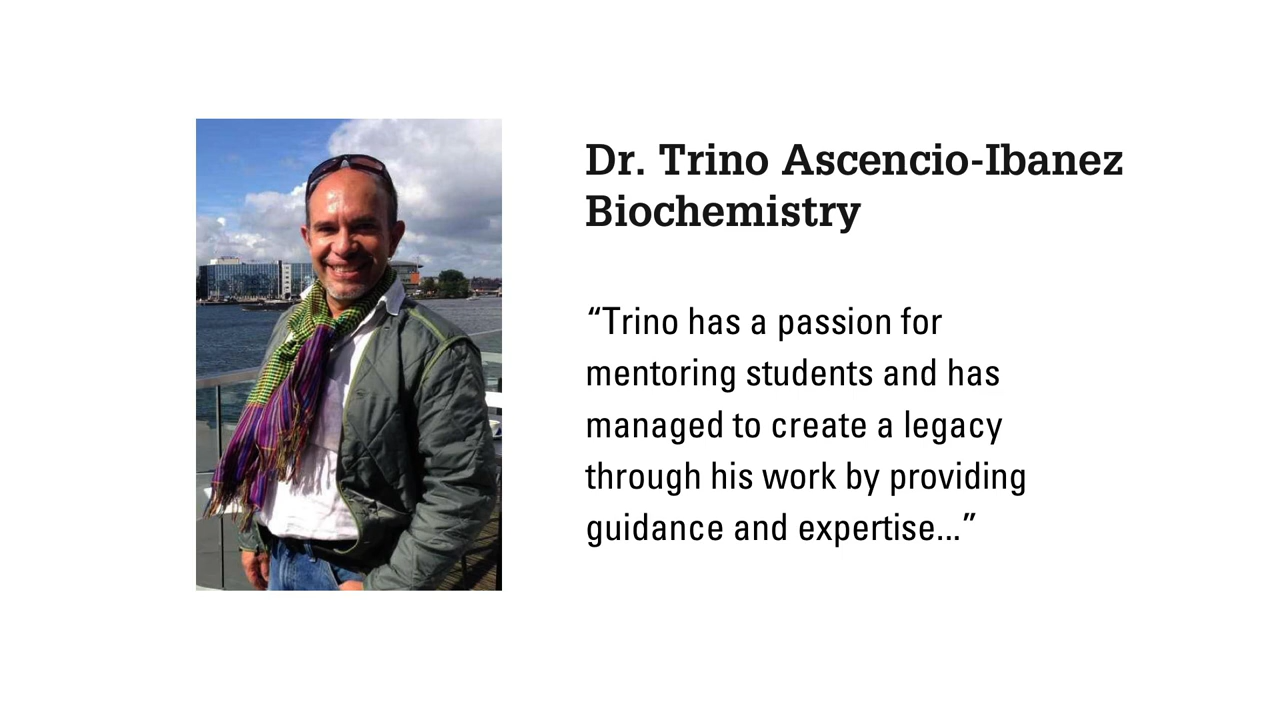 Dr. Trino Ascencio-Ibanez
Biochemistry
“Trino has a passion for
mentoring students and has
managed to create a legacy
through his work by providing
guidance and expertise...”